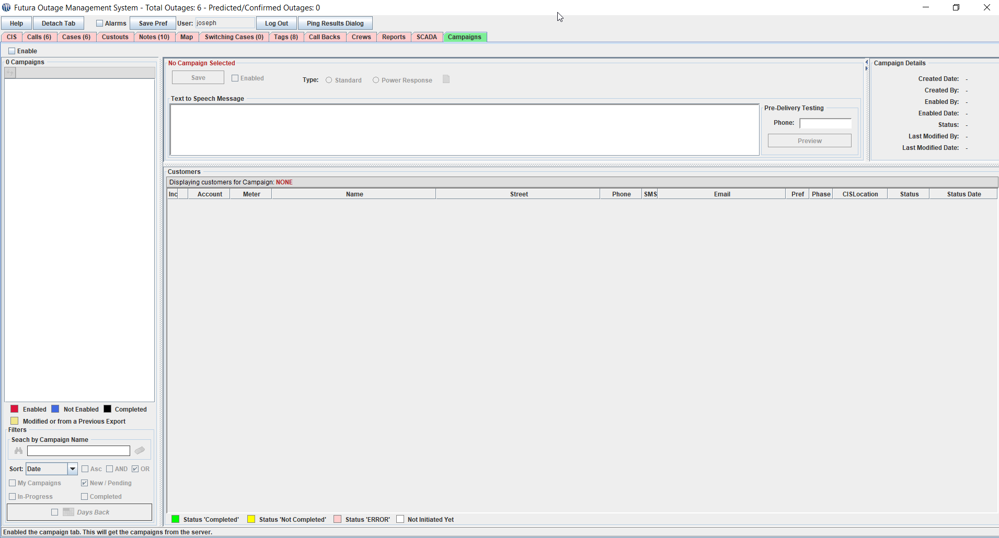 Futura Outage Management System - Total Outages: 6 - Predicted/Confirmed Outages: 0
Help Detach Tab Alarms Save Pref User: joseph Log Out Ping Results Dialog
CIS Calls (6) Cases (6) Custouts Notes (10) Map Switching Cases (0) Tags (8) Call Backs Crews Reports SCADA Campaigns
Enable
0 Campaigns
Enabled Not Enabled Completed
Modified or from a Previous Export
Filters
Seach by Campaign Name
Sort: Date Asc AND OR
My Campaigns New / Pending
In-Progress Completed
Days Back
No Campaign Selected
Save Enabled Type: Standard Power Response
Text to Speech Message
Pre-Delivery Testing
Phone:
Preview
Campaign Details
Created Date: -
Created By: -
Enabled By: -
Enabled Date: -
Status: -
Last Modified By: -
Last Modified Date: -
Customers
Displaying customers for Campaign: NONE
Inc Account Meter Name Street Phone SMS Email Pref Phase CISLocation Status Status Date
Status 'Completed' Status 'Not Completed' Status 'ERROR' Not Initiated Yet
Enabled the campaign tab. This will get the campaigns from the server.